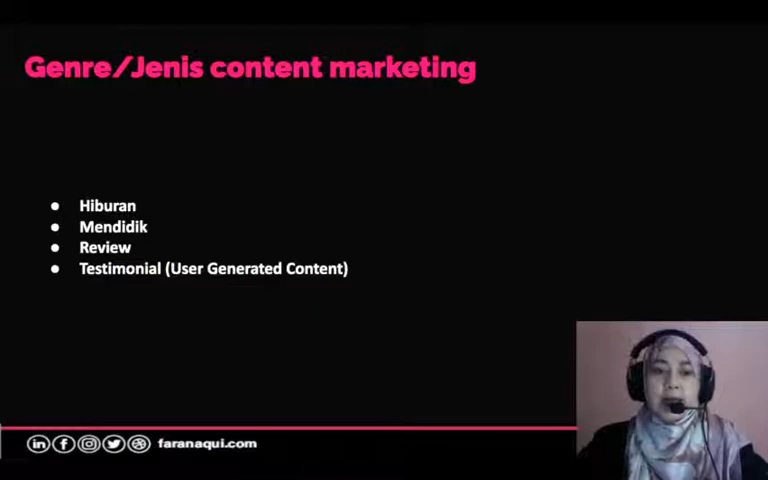 Genre/Jenis content marketing
Hiburan
Mendidik
Review
Testimonial (User Generated Content)
faranaqui.com